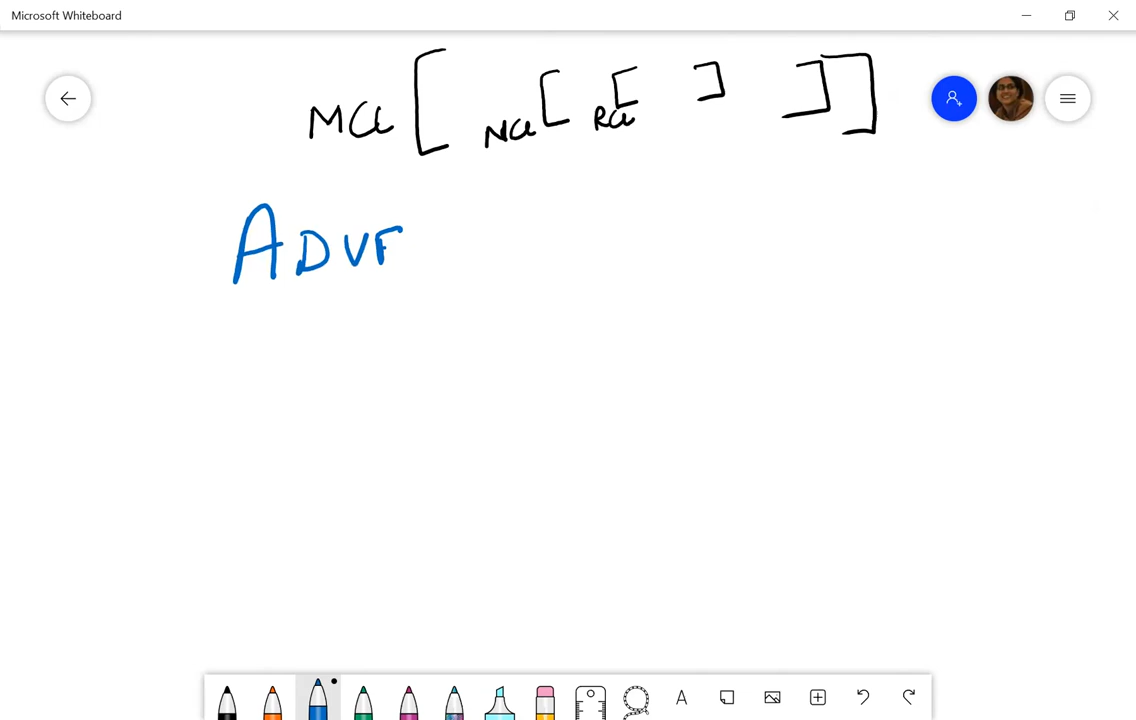 Microsoft Whiteboard
MCl [ NCl [ RCl [ ] ] ]
ADVF
A